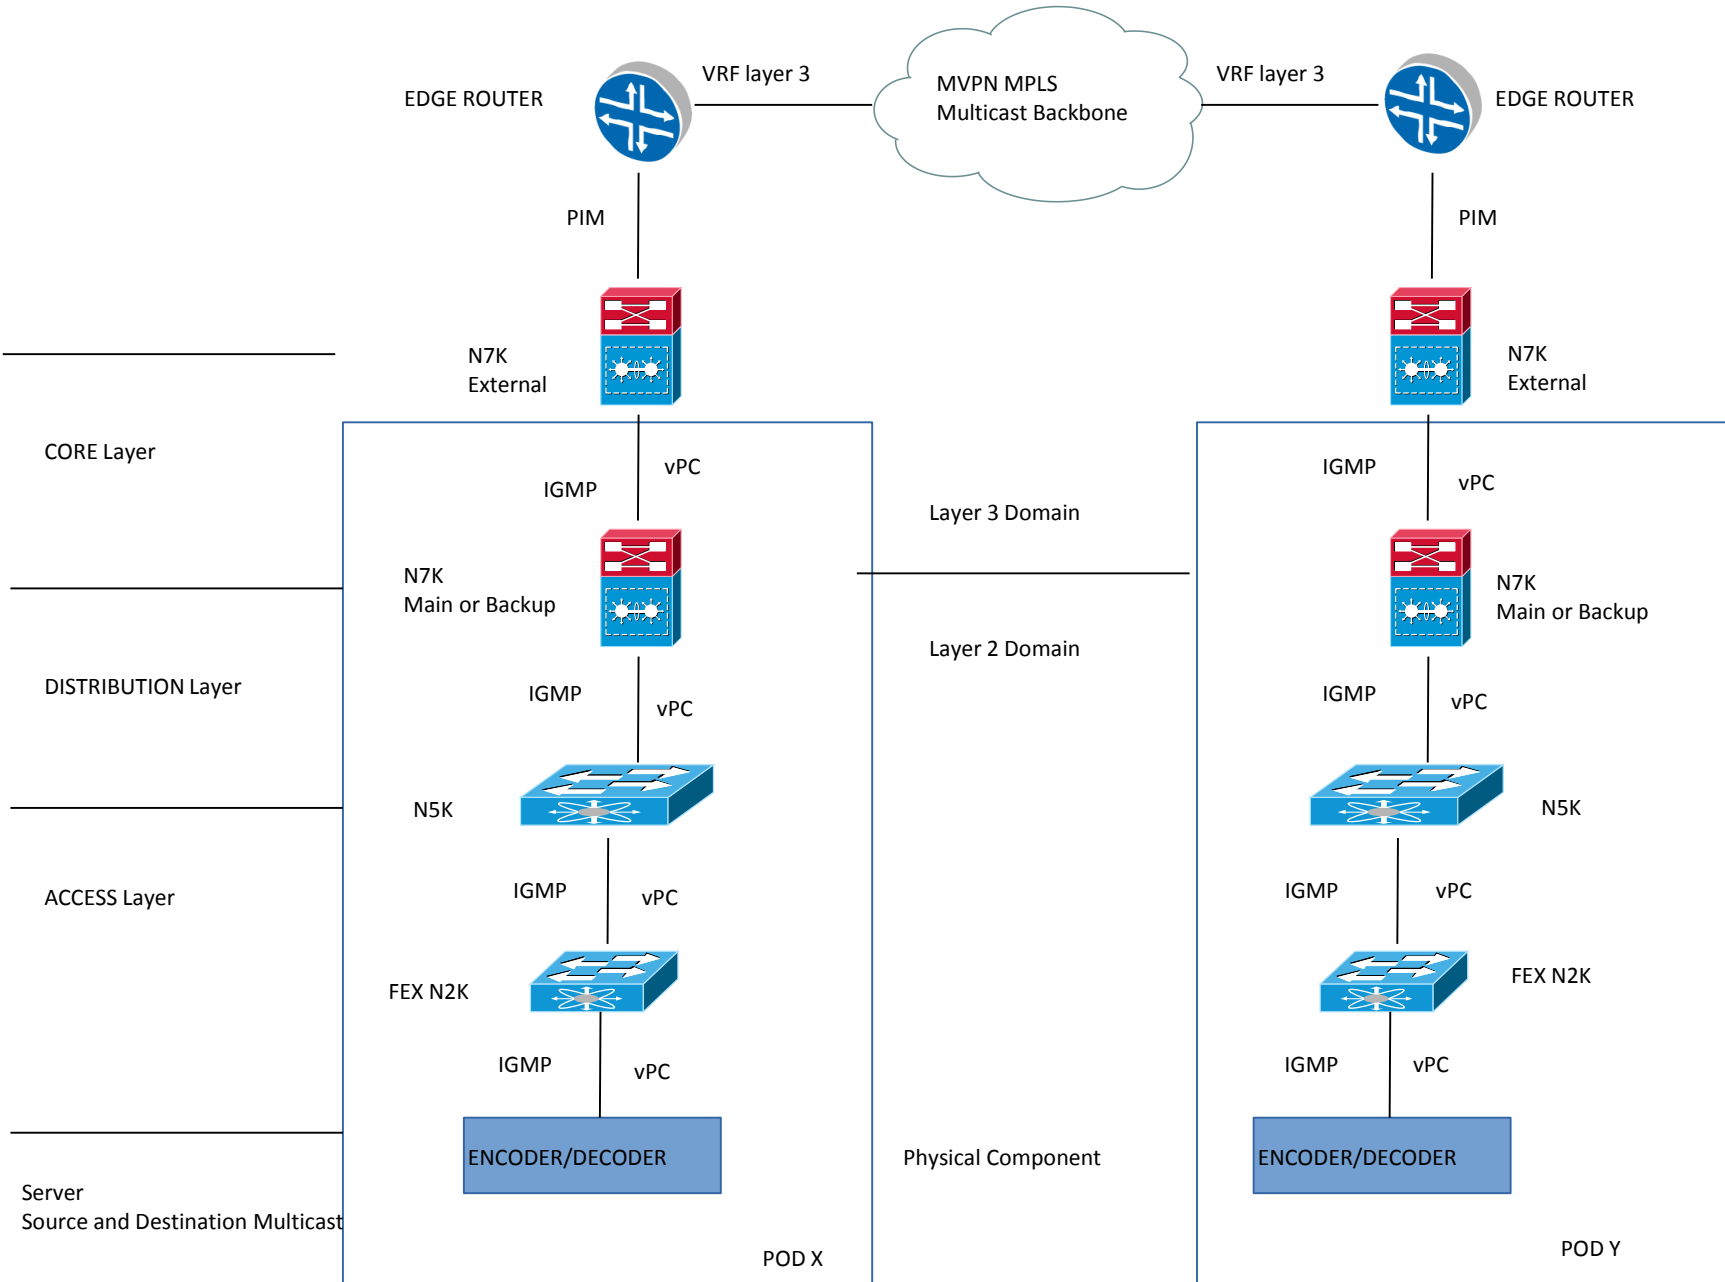 VRF layer 3
VRF layer 3
MVPN MPLS
Multicast Backbone
EDGE ROUTER
EDGE ROUTER
PIM
PIM
N7K
External
N7K
External
CORE Layer
vPC
IGMP
IGMP
vPC
Layer 3 Domain
N7K
Main or Backup
N7K
Main or Backup
Layer 2 Domain
DISTRIBUTION Layer
IGMP
vPC
IGMP
vPC
N5K
N5K
ACCESS Layer
IGMP
vPC
IGMP
vPC
FEX N2K
FEX N2K
IGMP
vPC
IGMP
vPC
ENCODER/DECODER
Physical Component
ENCODER/DECODER
Server
Source and Destination Multicast
POD X
POD Y